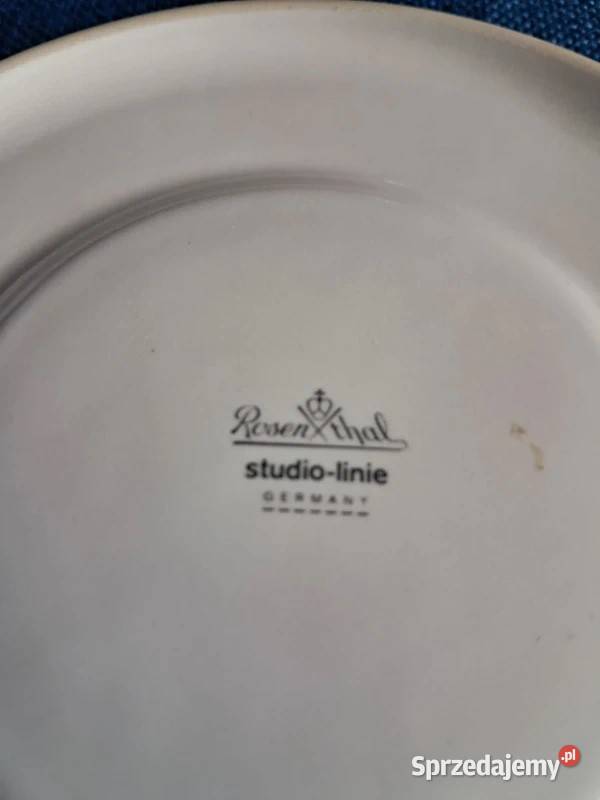 Rosenthal
studio-linie
GERMANY
Sprzedajemy.pl